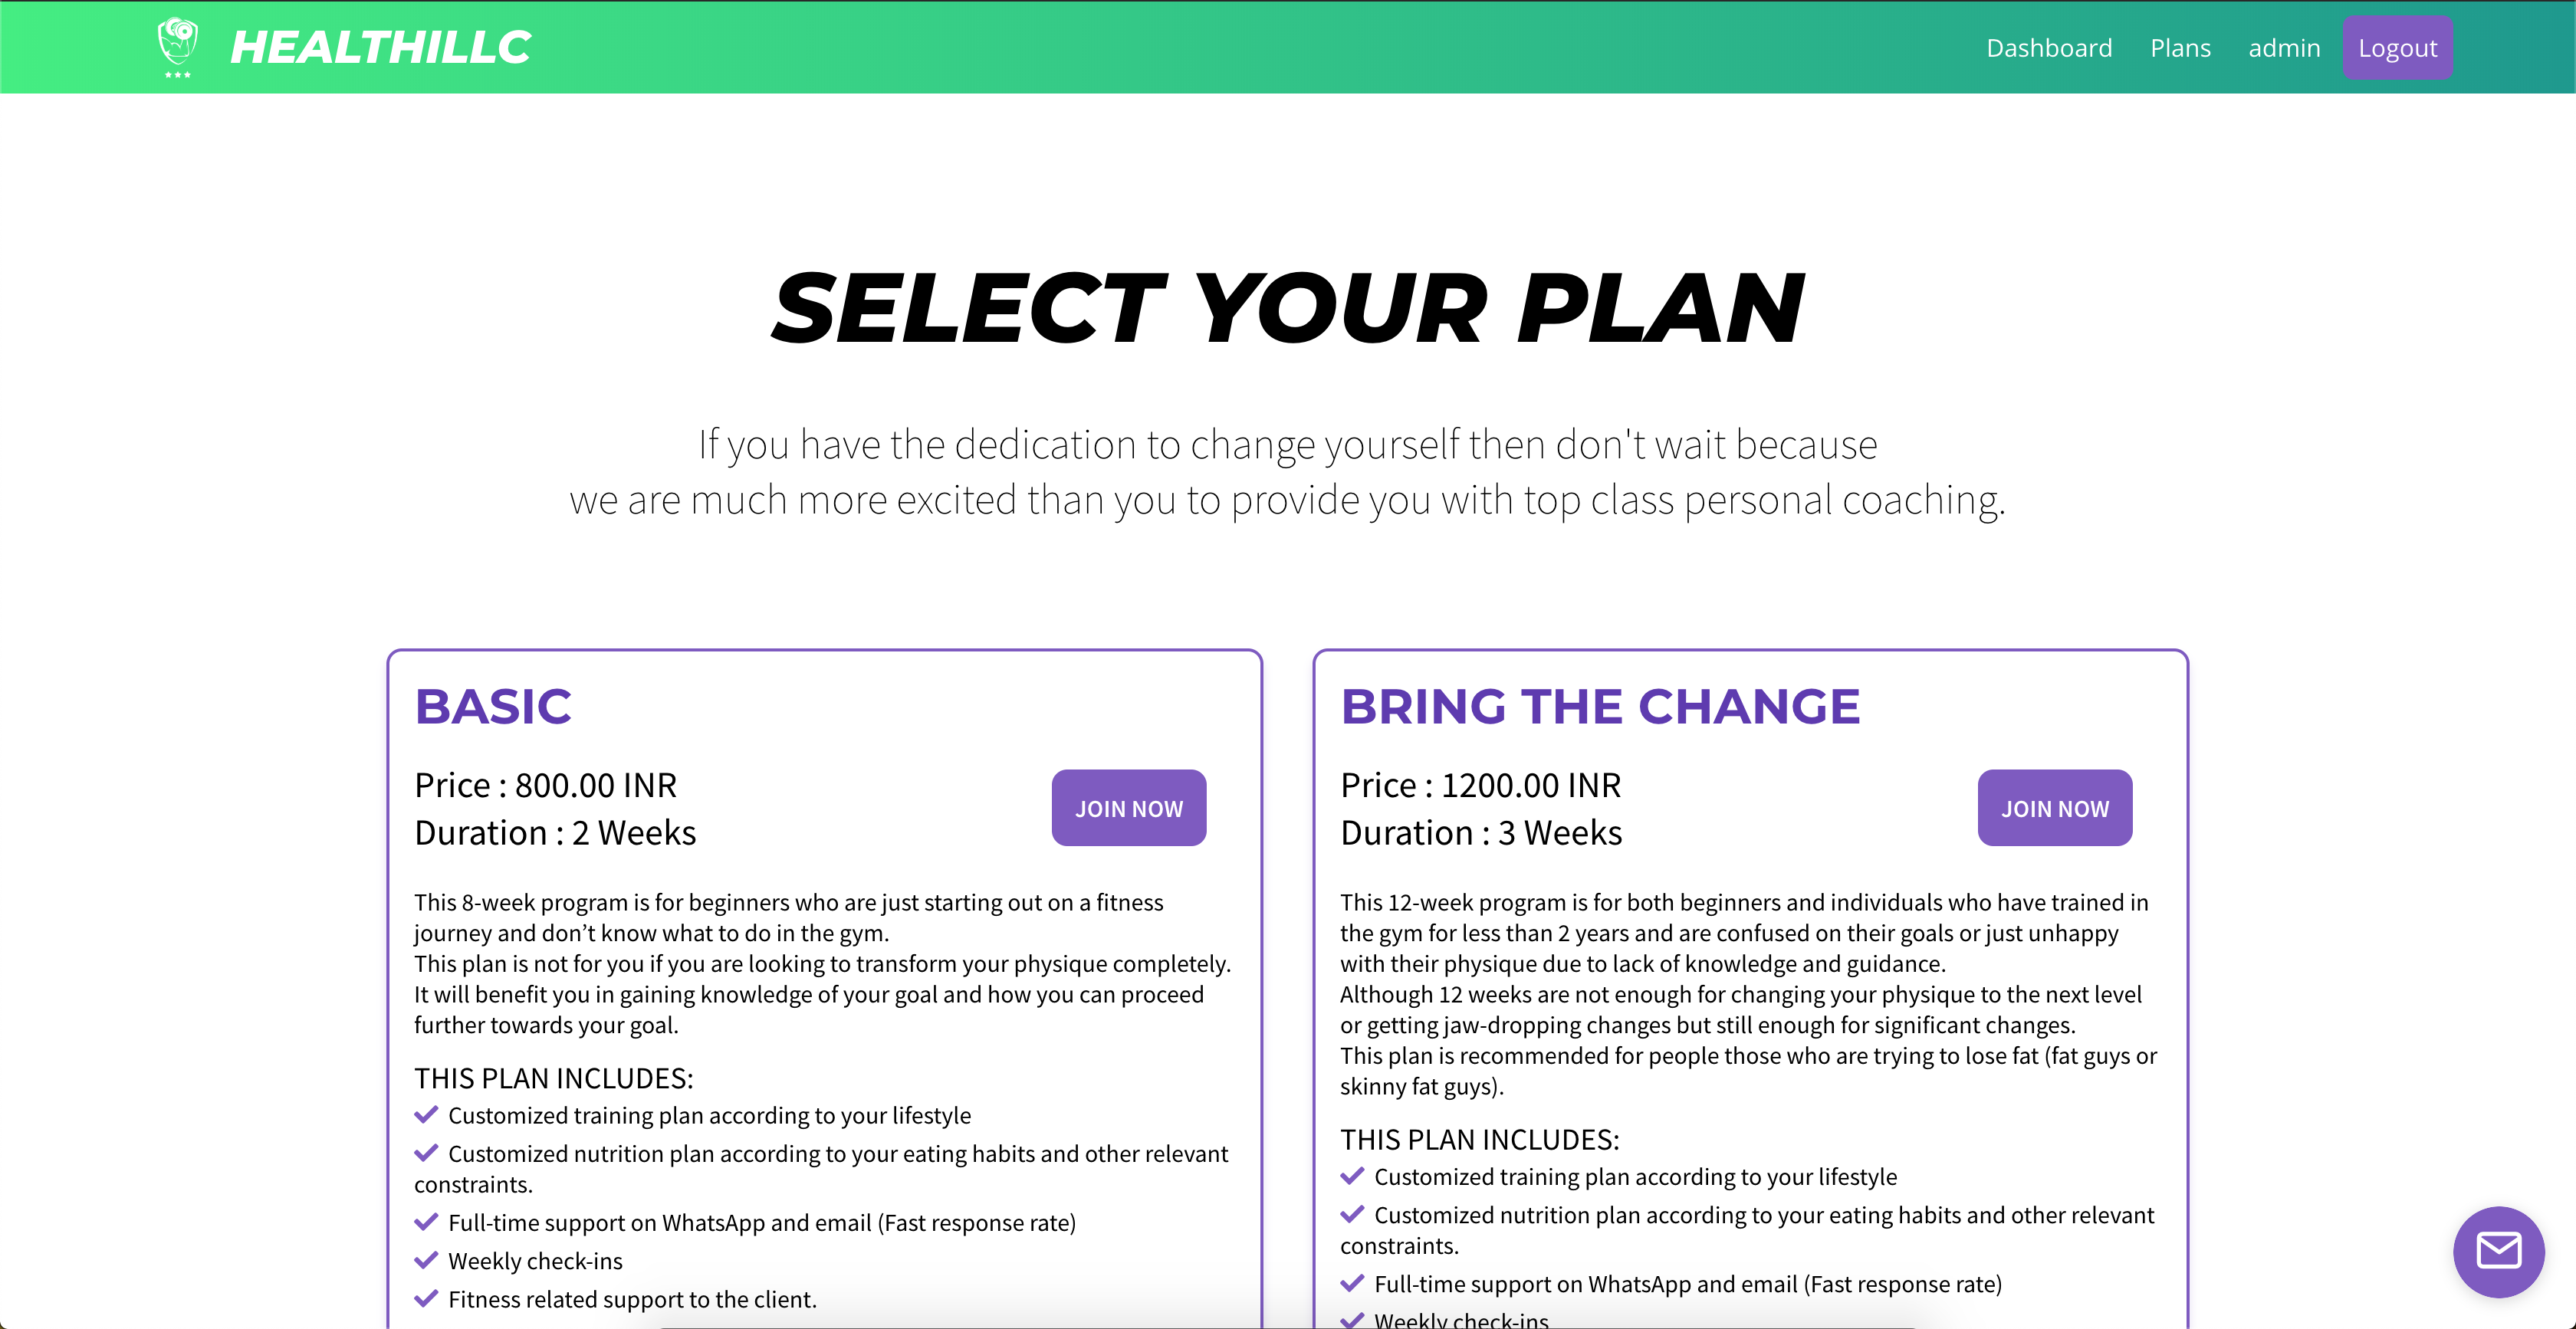 HEALTHILLC
Dashboard Plans admin Logout
SELECT YOUR PLAN
If you have the dedication to change yourself then don't wait because
we are much more excited than you to provide you with top class personal coaching.
BASIC
Price : 800.00 INR
Duration : 2 Weeks
JOIN NOW
This 8-week program is for beginners who are just starting out on a fitness
journey and don’t know what to do in the gym.
This plan is not for you if you are looking to transform your physique completely.
It will benefit you in gaining knowledge of your goal and how you can proceed
further towards your goal.
THIS PLAN INCLUDES:
Customized training plan according to your lifestyle
Customized nutrition plan according to your eating habits and other relevant
constraints.
Full-time support on WhatsApp and email (Fast response rate)
Weekly check-ins
Fitness related support to the client.
BRING THE CHANGE
Price : 1200.00 INR
Duration : 3 Weeks
JOIN NOW
This 12-week program is for both beginners and individuals who have trained in
the gym for less than 2 years and are confused on their goals or just unhappy
with their physique due to lack of knowledge and guidance.
Although 12 weeks are not enough for changing your physique to the next level
or getting jaw-dropping changes but still enough for significant changes.
This plan is recommended for people those who are trying to lose fat (fat guys or
skinny fat guys).
THIS PLAN INCLUDES:
Customized training plan according to your lifestyle
Customized nutrition plan according to your eating habits and other relevant
constraints.
Full-time support on WhatsApp and email (Fast response rate)
Weekly check-ins